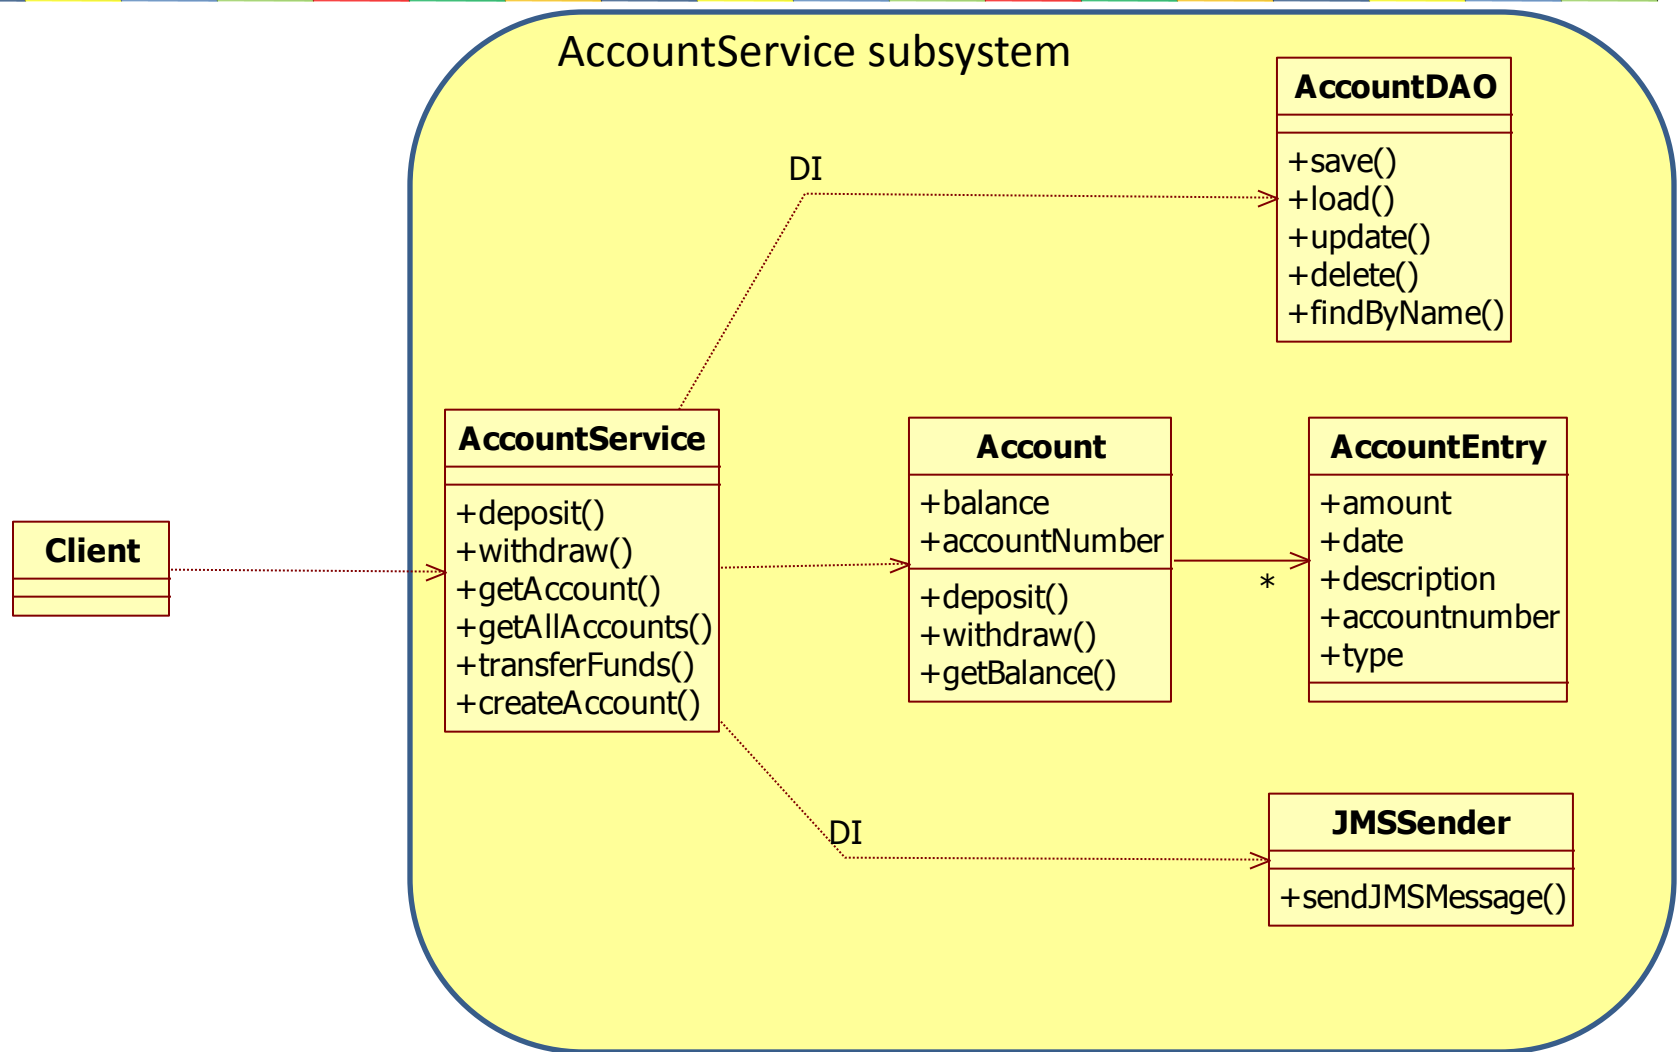 AccountService subsystem
AccountDAO
+save()
+load()
+update()
+delete()
+findByName()
DI
AccountService
+deposit()
+withdraw()
+getAccount()
+getAllAccounts()
+transferFunds()
+createAccount()
Account
+balance
+accountNumber
+deposit()
+withdraw()
+getBalance()
*
AccountEntry
+amount
+date
+description
+accountnumber
+type
Client
DI
JMSSender
+sendJMSMessage()